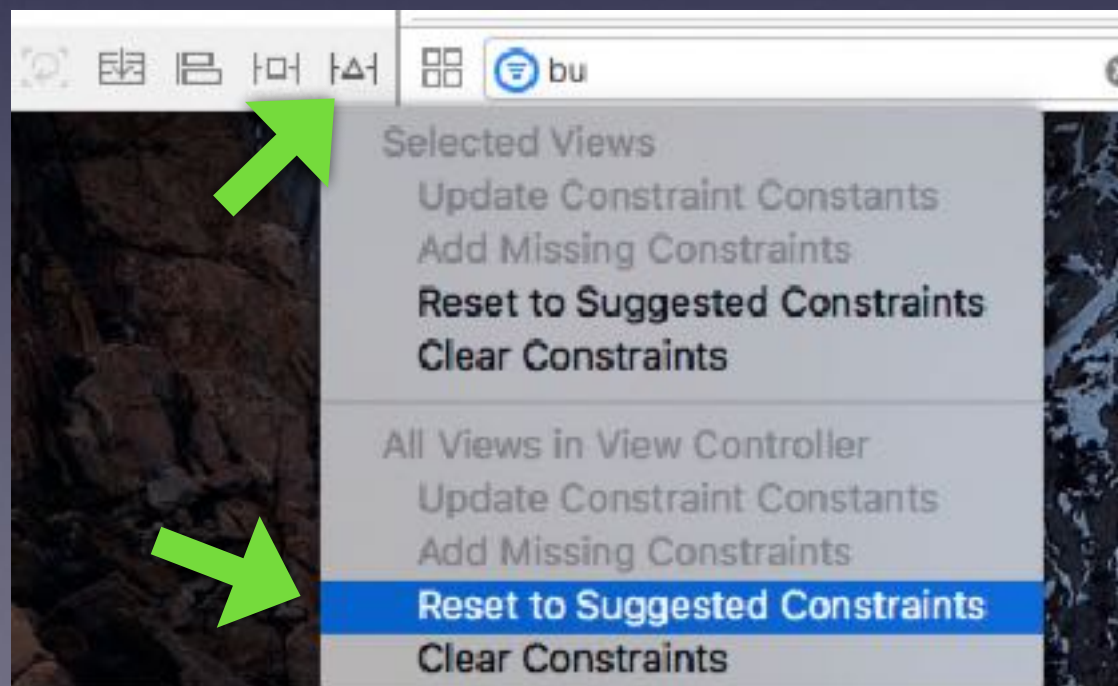 bu
Selected Views
Update Constraint Constants
Add Missing Constraints
Reset to Suggested Constraints
Clear Constraints
All Views in View Controller
Update Constraint Constants
Add Missing Constraints
Reset to Suggested Constraints
Clear Constraints